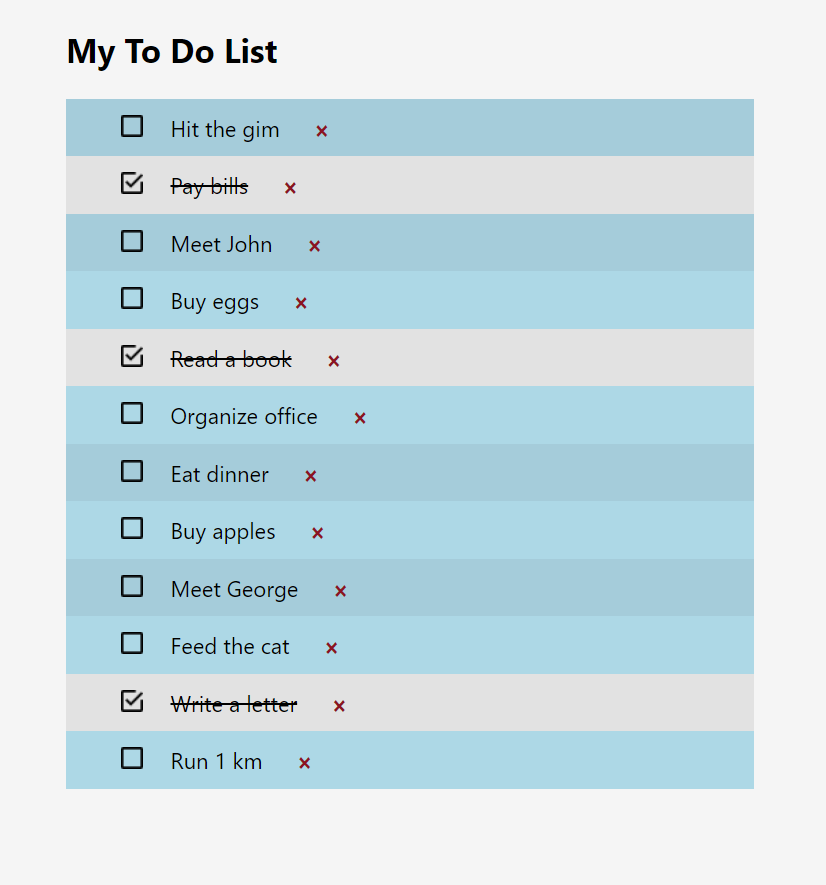 My To Do List
Hit the gim ×
Pay bills ×
Meet John ×
Buy eggs ×
Read a book ×
Organize office ×
Eat dinner ×
Buy apples ×
Meet George ×
Feed the cat ×
Write a letter ×
Run 1 km ×